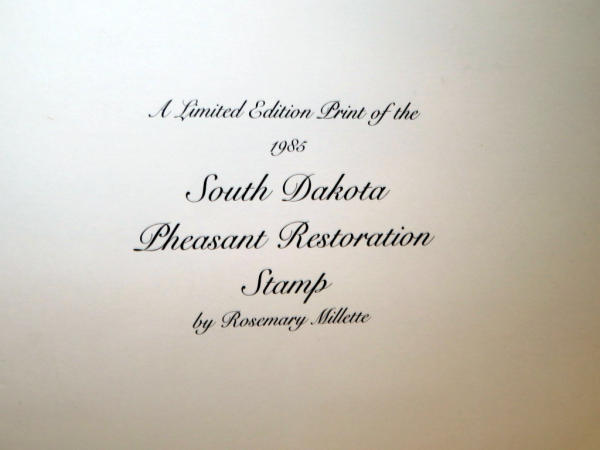 A Limited Edition Print of the
1985
South Dakota
Pheasant Restoration
Stamp
by Rosemary Millette